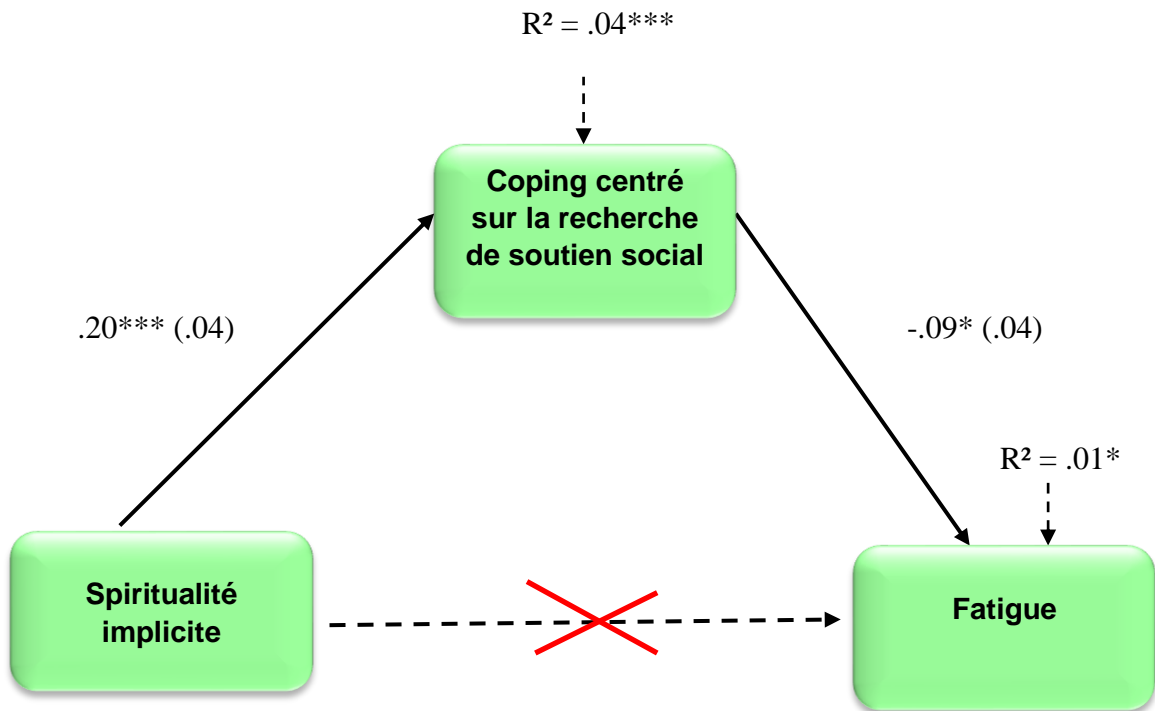 R² = .04***
Coping centré
sur la recherche
de soutien social
.20*** (.04)
-.09* (.04)
R² = .01*
Spiritualité
implicite
Fatigue